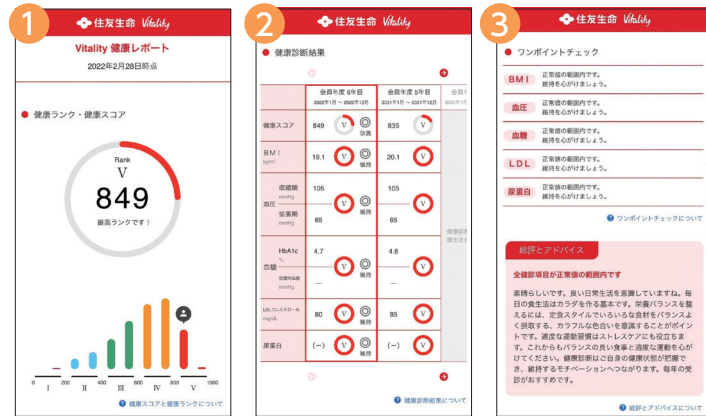 1
住友生命 Vitality
Vitality 健康レポート
2022年2月28日時点
健康ランク・健康スコア
Rank
V
849
最高ランクです！
0 200 400 600 800 1000
I II III IV V
健康スコアと健康ランクについて
2
住友生命 Vitality
健康診断結果
会員年度 6年目 会員年度 5年目
2022年1月 〜 2022年12月 2021年1月 〜 2021年12月
健康スコア 849 V 改善 835 V
BMI 19.1 V 維持 20.1 V
kg/㎡
収縮期 105 105
mmHg
血圧 V 維持 V
拡張期 65 65
mmHg
HbA1c 4.7 4.8
%
血糖 V 維持 V
空腹時血糖 — —
mmHg
LDLコレステロール 80 V 維持 85 V
mg/dL
尿蛋白 (−) V 維持 (−) V
健康診断結果について
3
住友生命 Vitality
ワンポイントチェック
BMI 正常値の範囲内です。
維持を心がけましょう。
血圧 正常値の範囲内です。
維持を心がけましょう。
血糖 正常値の範囲内です。
維持を心がけましょう。
LDL 正常値の範囲内です。
維持を心がけましょう。
尿蛋白 正常値の範囲内です。
維持を心がけましょう。
ワンポイントチェックについて
総評とアドバイス
全健診項目が正常値の範囲内です
素晴らしいです。良い日常生活を意識していますね。毎
日の食生活はカラダを作る基本です。栄養バランスを整
えるには、定食スタイルでいろいろな食材をバランスよ
く摂取する、カラフルな色合いを意識することがポイン
トです。適度な運動習慣はストレスケアにも役立ちま
す。これからもバランスの良い食事と適度な運動を心が
けてください。健康診断はご自身の健康状態が把握で
き、維持するモチベーションへつながります。毎年の受
診がおすすめです。
総評とアドバイスについて